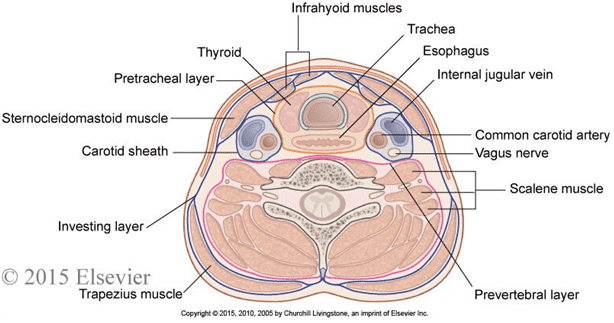 Infrahyoid muscles
Trachea
Thyroid
Esophagus
Pretracheal layer
Internal jugular vein
Sternocleidomastoid muscle
Common carotid artery
Carotid sheath
Vagus nerve
Scalene muscle
Investing layer
© 2015 Elsevier
Trapezius muscle
Prevertebral layer
Copyright © 2015, 2010, 2005 by Churchill Livingstone, an imprint of Elsevier Inc.